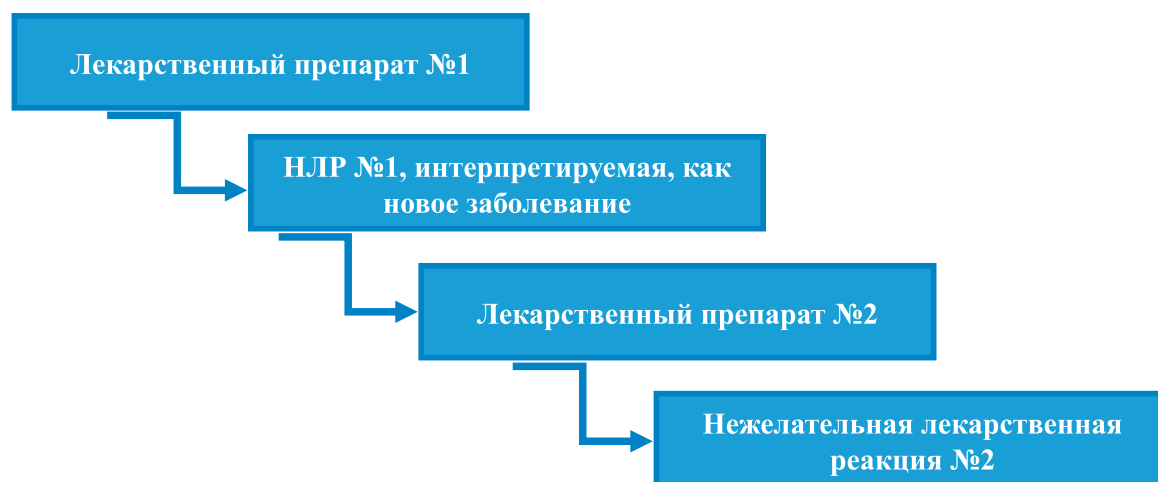 Лекарственный препарат №1
НЛР №1, интерпретируемая, как
новое заболевание
Лекарственный препарат №2
Нежелательная лекарственная
реакция №2